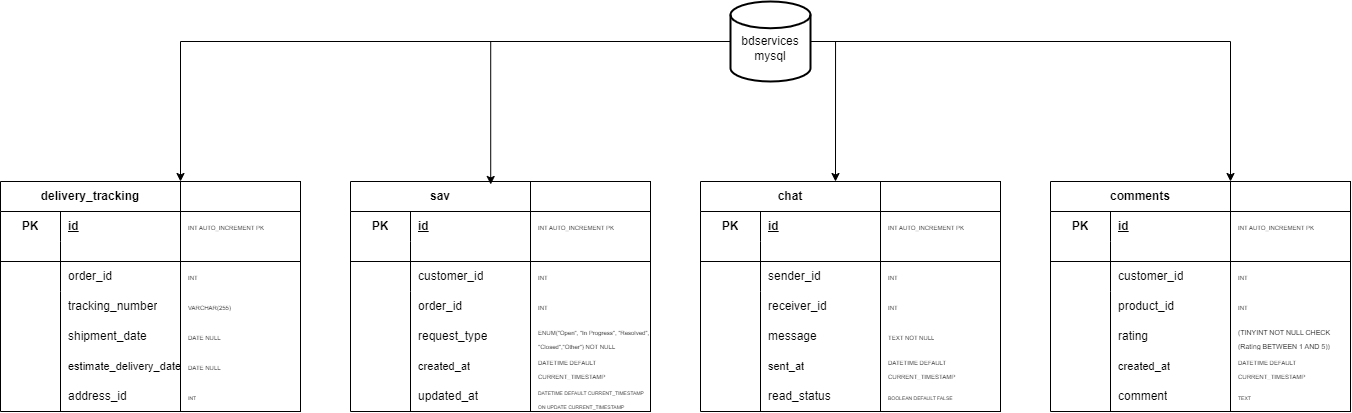 bdservices
mysql
delivery_tracking
PK id INT AUTO_INCREMENT PK
order_id INT
tracking_number VARCHAR(255)
shipment_date DATE NULL
estimate_delivery_date DATE NULL
address_id INT
sav
PK id INT AUTO_INCREMENT PK
customer_id INT
order_id INT
request_type ENUM("Open", "In Progress", "Resolved",
"Closed","Other") NOT NULL
created_at DATETIME DEFAULT
CURRENT_TIMESTAMP
updated_at DATETIME DEFAULT CURRENT_TIMESTAMP
ON UPDATE CURRENT_TIMESTAMP
chat
PK id INT AUTO_INCREMENT PK
sender_id INT
receiver_id INT
message TEXT NOT NULL
sent_at DATETIME DEFAULT
CURRENT_TIMESTAMP
read_status BOOLEAN DEFAULT FALSE
comments
PK id INT AUTO_INCREMENT PK
customer_id INT
product_id INT
rating (TINYINT NOT NULL CHECK
(Rating BETWEEN 1 AND 5))
created_at DATETIME DEFAULT
CURRENT_TIMESTAMP
comment TEXT